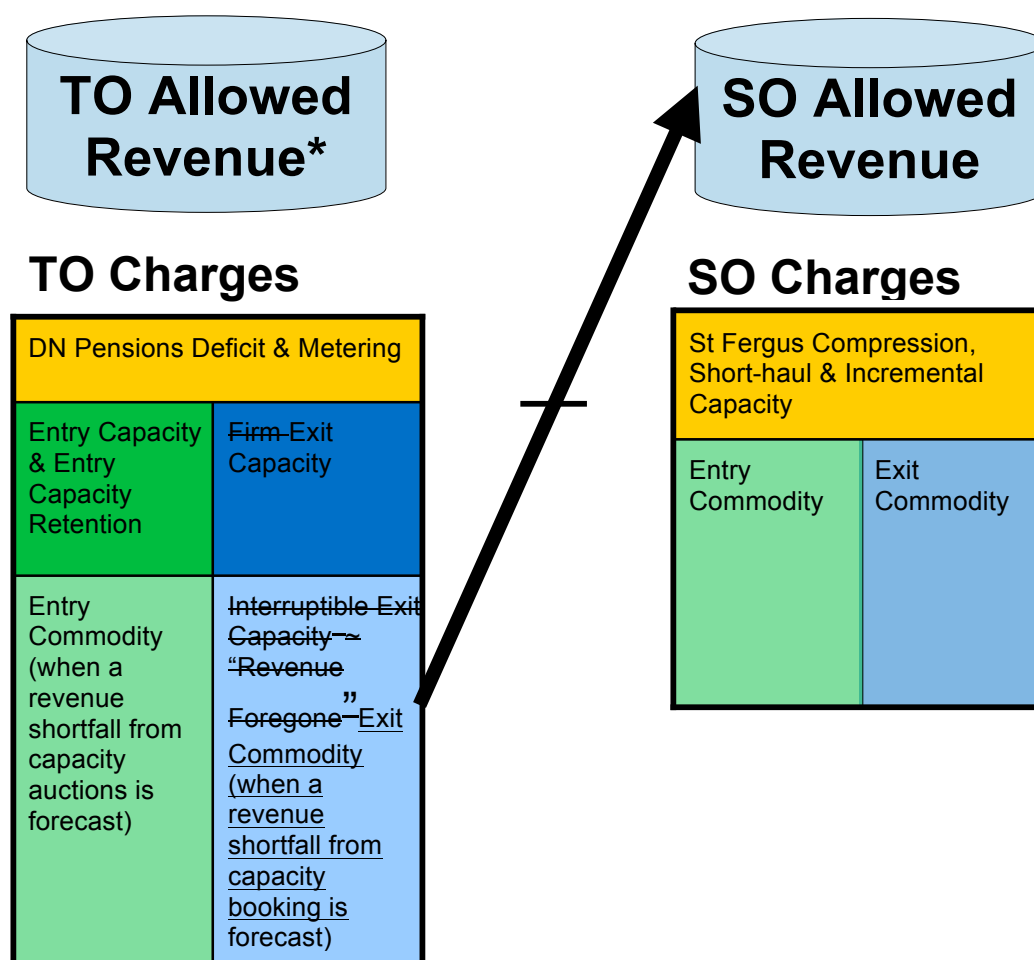 TO Allowed
Revenue*
SO Allowed
Revenue
TO Charges
SO Charges
DN Pensions Deficit & Metering
Entry Capacity
& Entry
Capacity
Retention
Firm Exit
Capacity
Entry
Commodity
(when a
revenue
shortfall from
capacity
auctions is
forecast)
Interruptible Exit
Capacity ~
“Revenue
Foregone” Exit
Commodity
(when a
revenue
shortfall from
capacity
booking is
forecast)
St Fergus Compression,
Short-haul & Incremental
Capacity
Entry
Commodity
Exit
Commodity